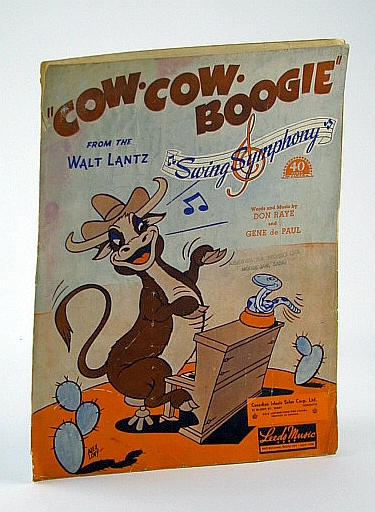 "COW-COW-
BOOGIE"
FROM THE
WALT LANTZ
Swing Symphony
40
Words and Music by
DON RAYE
and
GENE de PAUL
Canadian Music Sales Corp. Ltd.
Leeds Music